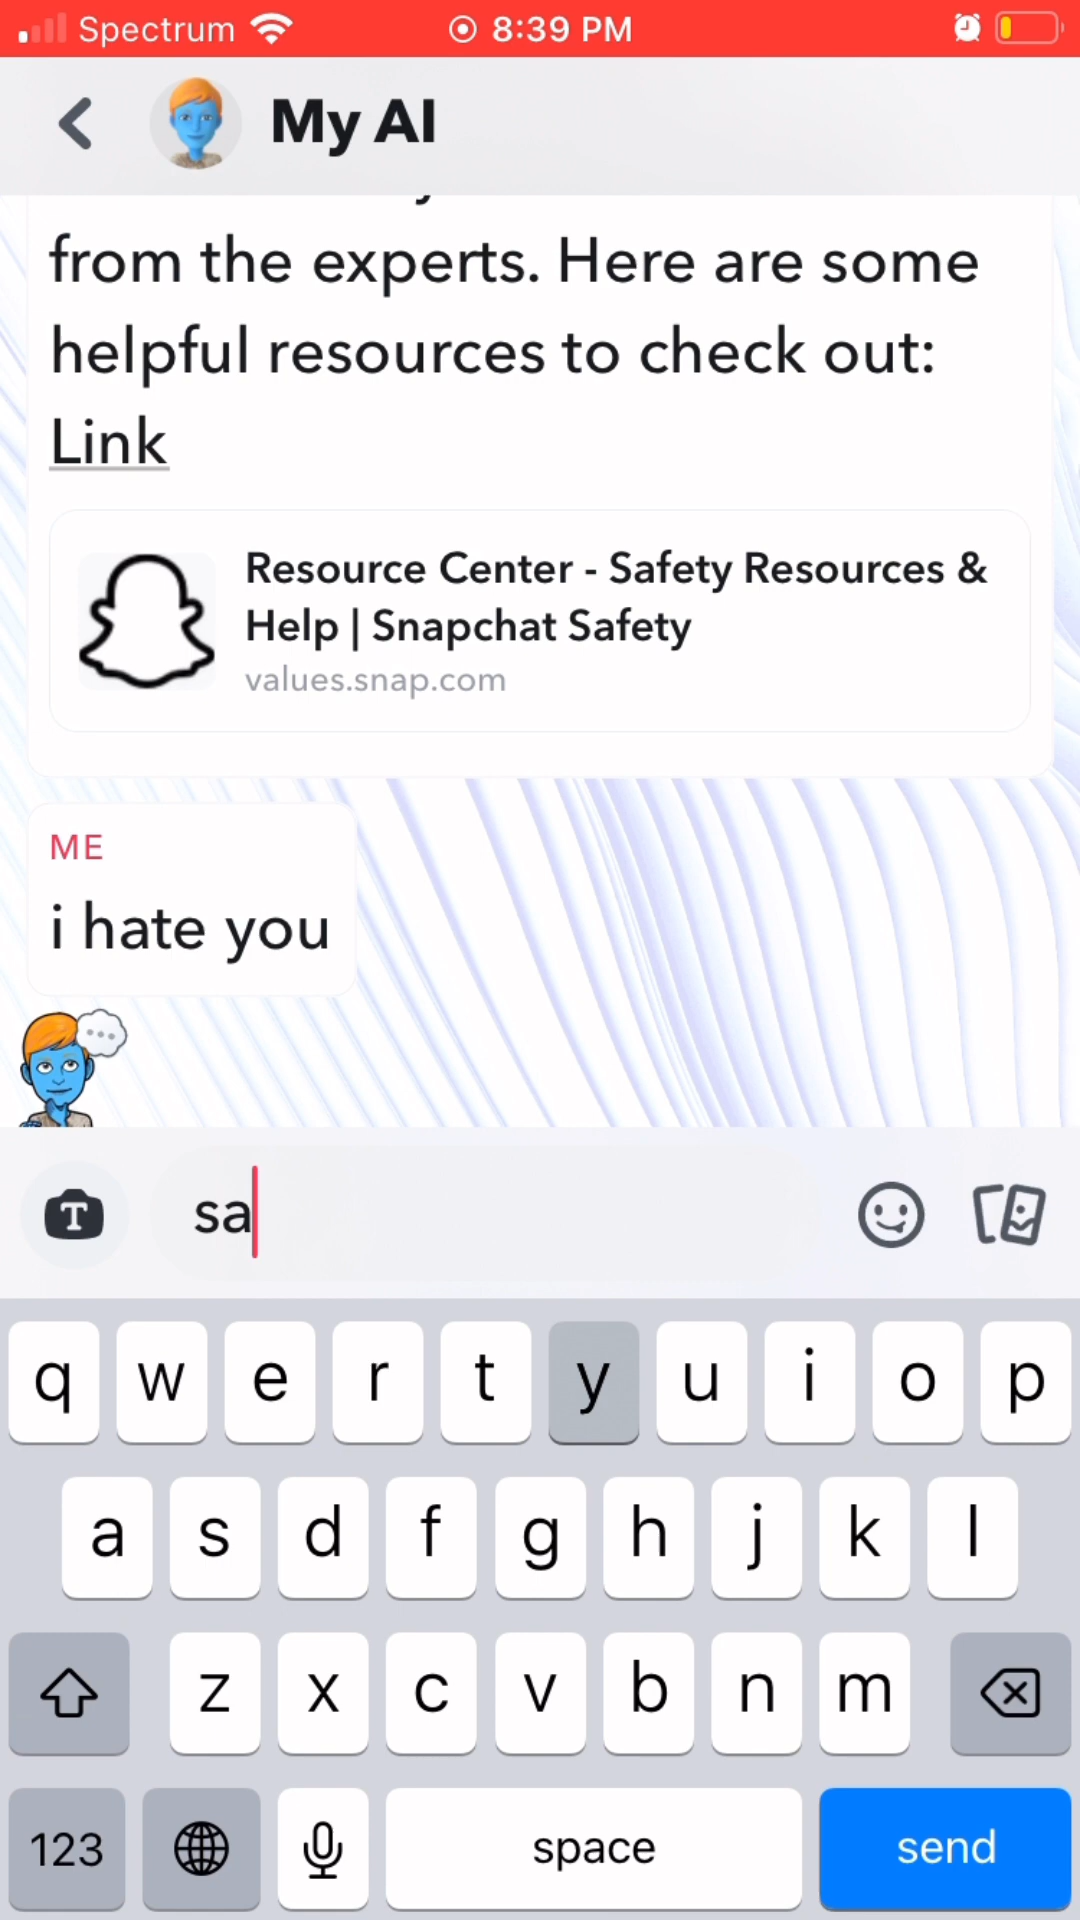 Spectrum 8:39 PM
My AI
from the experts. Here are some
helpful resources to check out:
Link
Resource Center - Safety Resources &
Help | Snapchat Safety
values.snap.com
ME
i hate you
T
sa
q w e r t y u i o p
a s d f g h j k l
z x c v b n m
123 space send